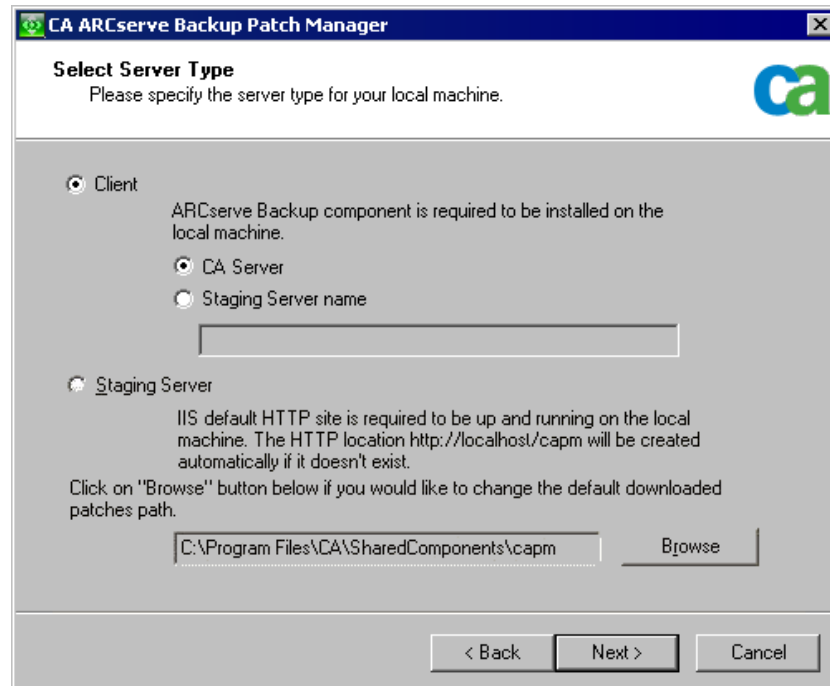 CA ARCserve Backup Patch Manager
Select Server Type
Please specify the server type for your local machine.
ca
Client
ARCserve Backup component is required to be installed on the
local machine.
CA Server
Staging Server name
Staging Server
IIS default HTTP site is required to be up and running on the local
machine. The HTTP location http://localhost/capm will be created
automatically if it doesn't exist.
Click on "Browse" button below if you would like to change the default downloaded
patches path.
C:\Program Files\CA\SharedComponents\capm
Browse
< Back
Next >
Cancel